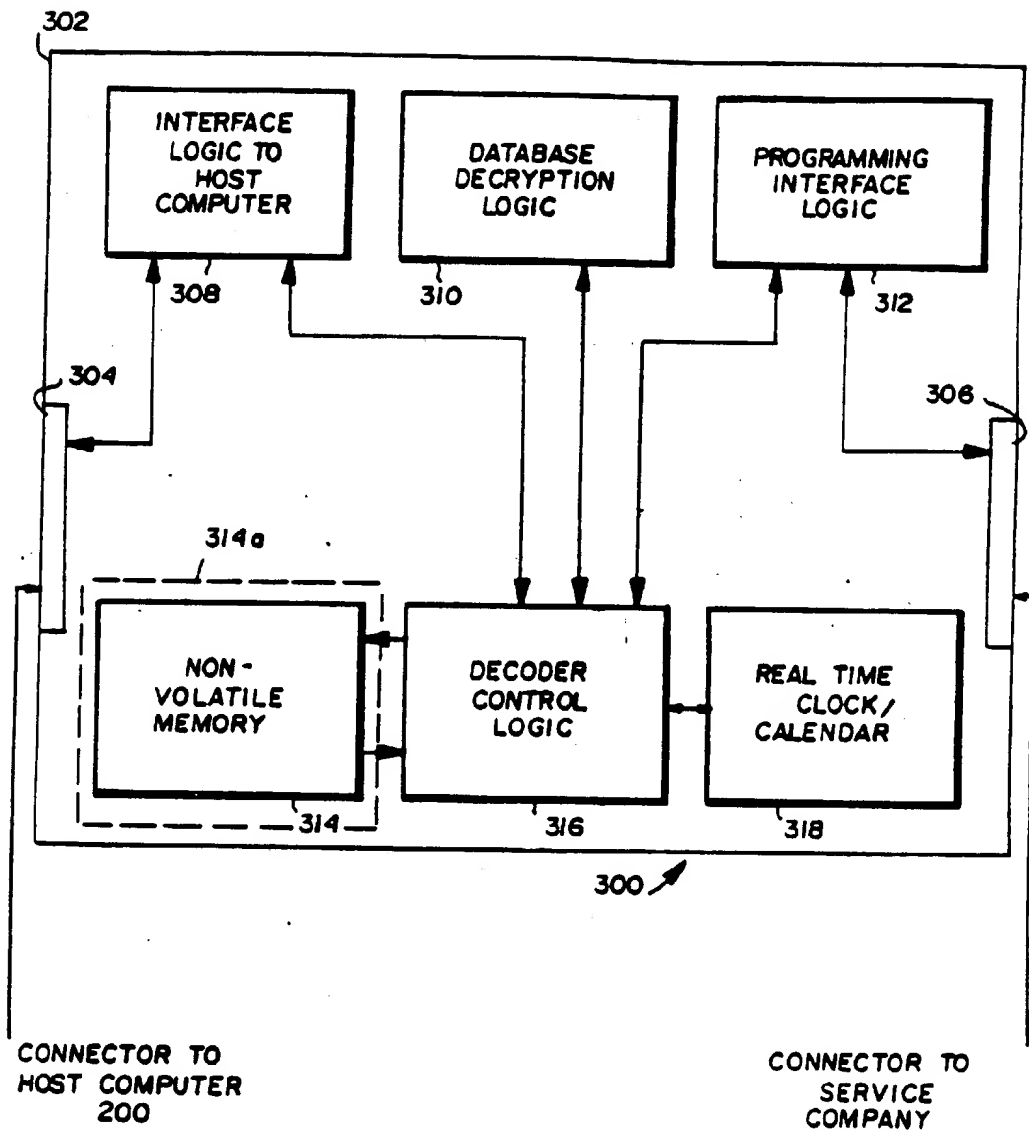 302
INTERFACE
LOGIC TO
HOST
COMPUTER
308
DATABASE
DECRYPTION
LOGIC
310
PROGRAMMING
INTERFACE
LOGIC
312
304
306
314a
NON-
VOLATILE
MEMORY
314
DECODER
CONTROL
LOGIC
316
REAL TIME
CLOCK/
CALENDAR
318
300
CONNECTOR TO
HOST COMPUTER
200
CONNECTOR TO
SERVICE
COMPANY